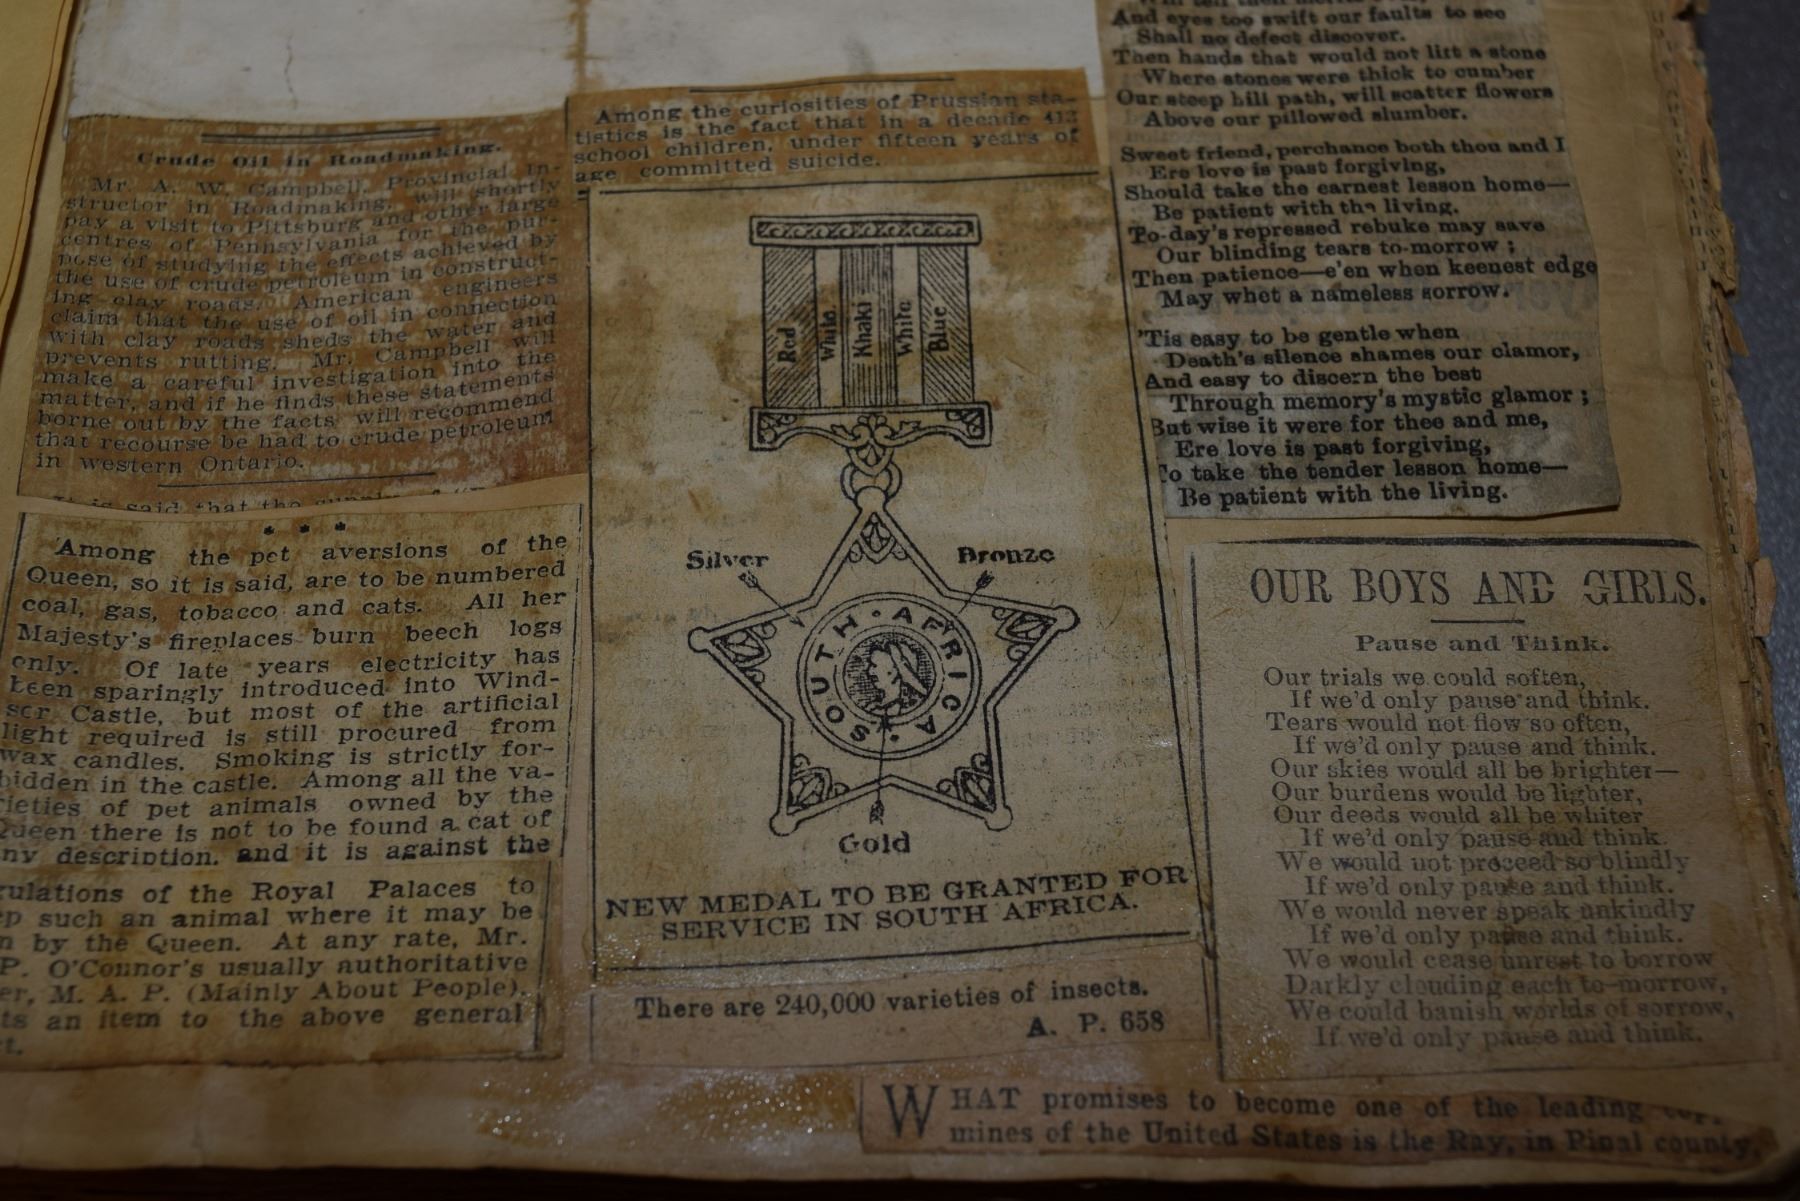 Crude Oil in Roadmaking.
Mr. A. W. Campbell, Provincial In-
structor in Roadmaking, will shortly
pay a visit to Pittsburg and other large
centres of Pennsylvania for the pur-
pose of studying the effects achieved by
the use of crude petroleum in construct-
ing clay roads. American engineers
claim that the use of oil in connection
with clay roads sheds the water and
prevents rutting. Mr. Campbell will
make a careful investigation into the
matter, and if he finds these statements
borne out by the facts will recommend
that recourse be had to crude petroleum
in western Ontario.
It is said that the supply of
* * *
Among the pet aversions of the
Queen, so it is said, are to be numbered
coal, gas, tobacco and cats. All her
Majesty's fireplaces burn beech logs
only. Of late years electricity has
been sparingly introduced into Wind-
sor Castle, but most of the artificial
light required is still procured from
wax candles. Smoking is strictly for-
bidden in the castle. Among all the va-
rieties of pet animals owned by the
Queen there is not to be found a cat of
ny description, and it is against the
gulations of the Royal Palaces to
p such an animal where it may be
n by the Queen. At any rate, Mr.
P. O'Connor's usually authoritative
er, M. A. P. (Mainly About People),
ts an item to the above general
t.
Among the curiosities of Prussian sta-
tistics is the fact that in a decade 413
school children, under fifteen years of
age committed suicide.
Red
White
Khaki
White
Blue
Silver
Bronze
SOUTH · AFRICA ·
Gold
NEW MEDAL TO BE GRANTED FOR
SERVICE IN SOUTH AFRICA.
There are 240,000 varieties of insects.
A. P. 658
And eyes too swift our faults to see
Shall no defect discover.
Then hands that would not lift a stone
Where stones were thick to cumber
Our steep hill path, will scatter flowers
Above our pillowed slumber.
Sweet friend, perchance both thou and I
Ere love is past forgiving,
Should take the earnest lesson home—
Be patient with the living.
To-day's repressed rebuke may save
Our blinding tears to-morrow ;
Then patience—e'en when keenest edge
May whet a nameless sorrow.
'Tis easy to be gentle when
Death's silence shames our clamor,
And easy to discern the best
Through memory's mystic glamor ;
But wise it were for thee and me,
Ere love is past forgiving,
To take the tender lesson home—
Be patient with the living.
OUR BOYS AND GIRLS.
Pause and Think.
Our trials we could soften,
If we'd only pause and think.
Tears would not flow so often,
If we'd only pause and think.
Our skies would all be brighter—
Our burdens would be lighter,
Our deeds would all be whiter
If we'd only pause and think.
We would not proceed so blindly
If we'd only pause and think.
We would never speak unkindly
If we'd only pause and think.
We would cease unrest to borrow
Darkly clouding each to-morrow,
We could banish worlds of sorrow,
If we'd only pause and think.
WHAT promises to become one of the leading
mines of the United States is the Ray, in Pinal county,